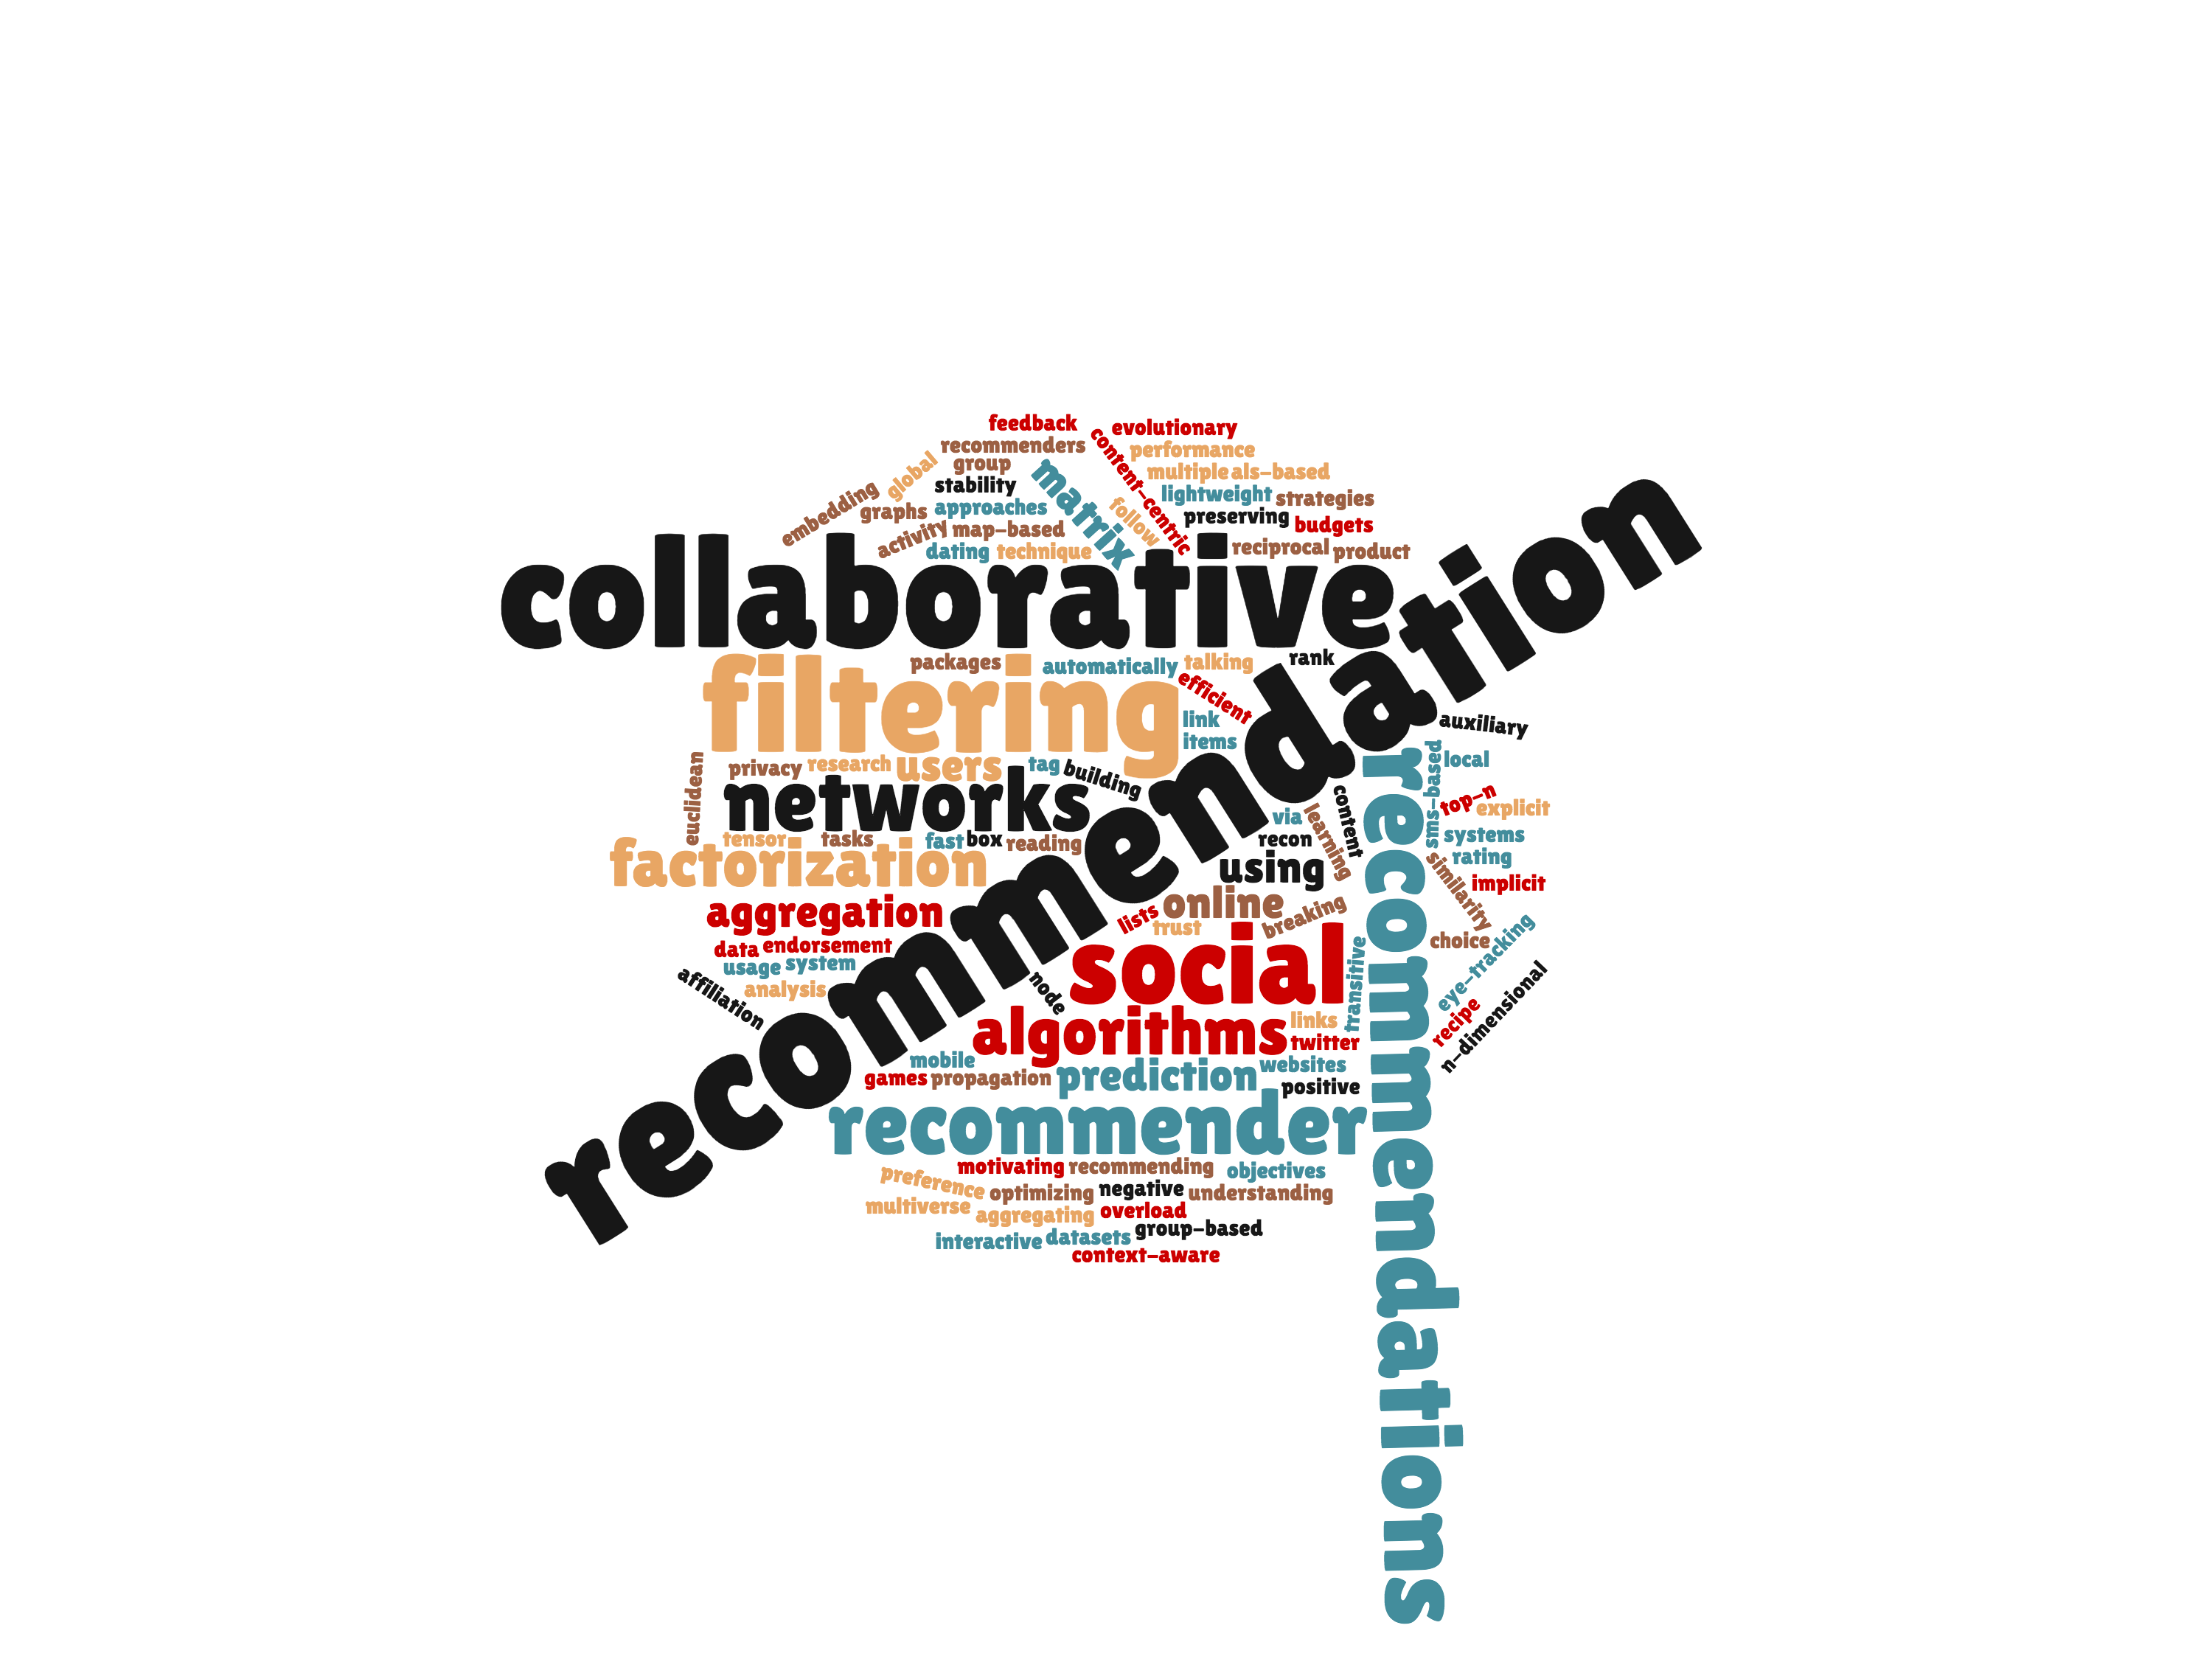 feedback
evolutionary
recommenders
content-centric
performance
global
group
matrix
multiple
als-based
embedding
stability
lightweight
strategies
graphs
approaches
follow
preserving
budgets
activity
map-based
dating
technique
reciprocal
product
collaborative
recommendation
filtering
packages
automatically
talking
rank
efficient
link
items
auxiliary
euclidean
privacy
research
users
tag
building
networks
recommendations
sms-based
local
top-n
explicit
via
learning
content
tensor
tasks
fast
box
reading
recon
systems
factorization
using
rating
similarity
implicit
aggregation
lists
online
trust
breaking
data
endorsement
social
transitive
choice
eye-tracking
usage
system
affiliation
analysis
node
n-dimensional
algorithms
links
twitter
recipe
mobile
games
propagation
prediction
websites
positive
recommender
motivating
recommending
objectives
preference
optimizing
negative
understanding
multiverse
aggregating
overload
interactive
datasets
group-based
context-aware